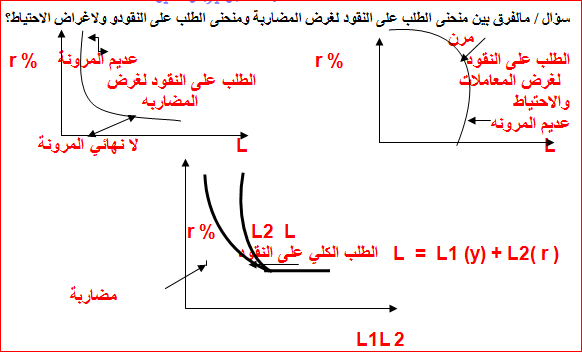 سؤال / مالفرق بين منحنى الطلب على النقود لغرض المضاربة ومنحنى الطلب على النقودو ولاغراض الاحتياط؟
r %
عديم المرونة
الطلب على النقود لغرض
المضاربه
لا نهائي المرونة
L
r %
مرن
الطلب على النقود
لغرض المعاملات
والاحتياط
عديم المرونه
L
r %
L2 L
الطلب الكلي على النقود
L = L1 (y) + L2( r )
مضاربة
L1L 2